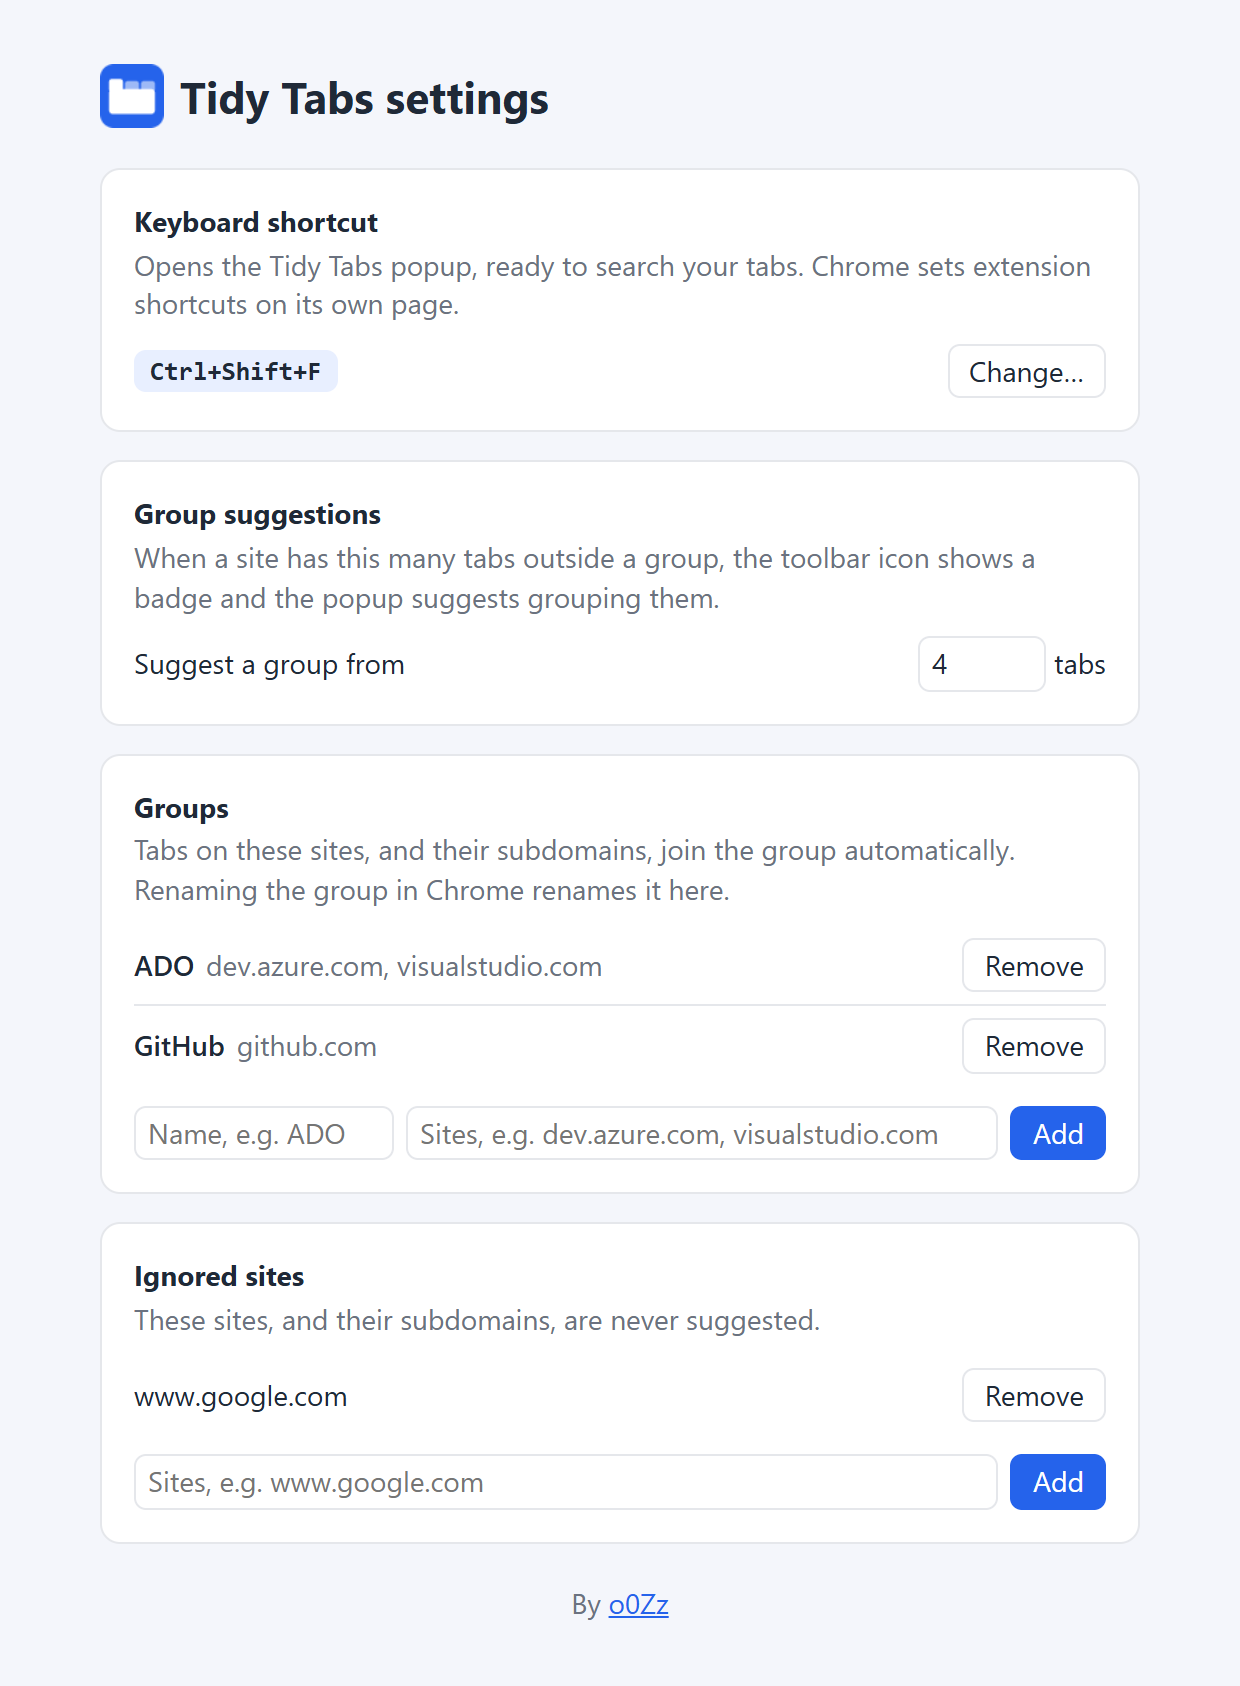 Tidy Tabs settings
Keyboard shortcut
Opens the Tidy Tabs popup, ready to search your tabs. Chrome sets extension
shortcuts on its own page.
Ctrl+Shift+F
Change...
Group suggestions
When a site has this many tabs outside a group, the toolbar icon shows a
badge and the popup suggests grouping them.
Suggest a group from
4 tabs
Groups
Tabs on these sites, and their subdomains, join the group automatically.
Renaming the group in Chrome renames it here.
ADO dev.azure.com, visualstudio.com
Remove
GitHub github.com
Remove
Name, e.g. ADO
Sites, e.g. dev.azure.com, visualstudio.com
Add
Ignored sites
These sites, and their subdomains, are never suggested.
www.google.com
Remove
Sites, e.g. www.google.com
Add
By o0Zz